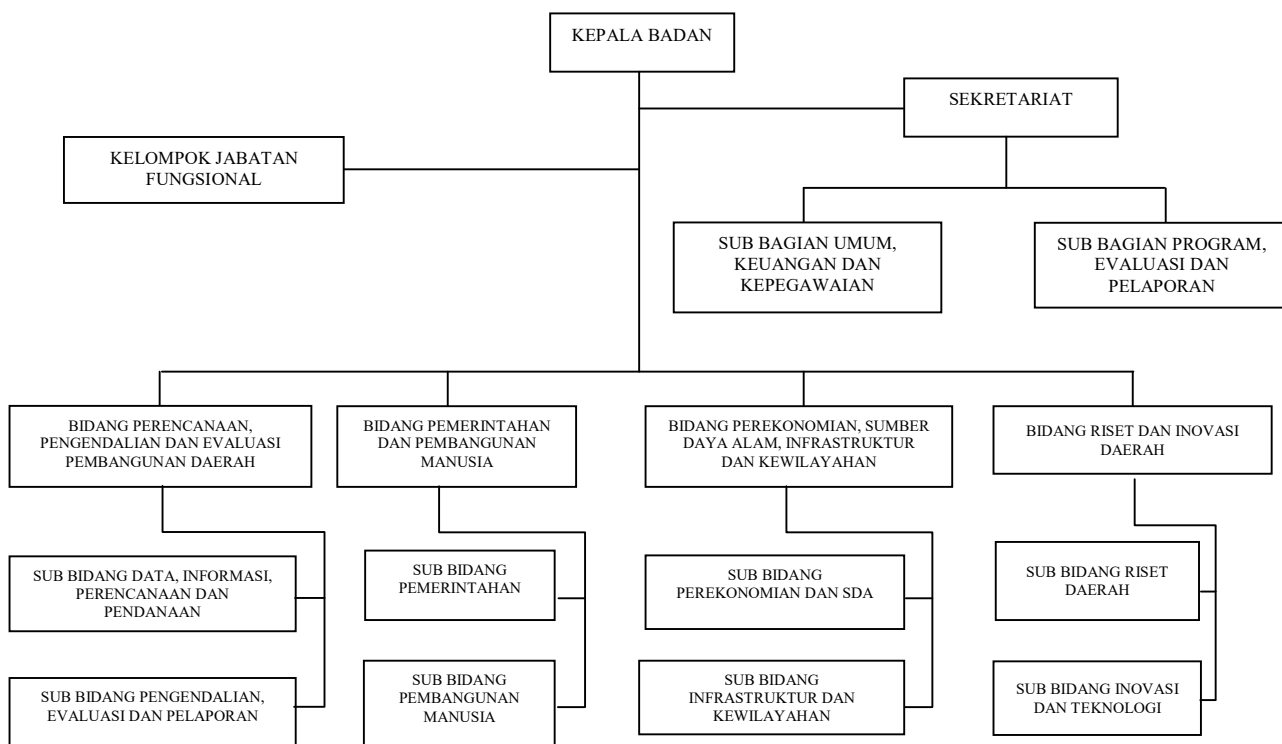 KEPALA BADAN
SEKRETARIAT
KELOMPOK JABATAN
FUNGSIONAL
SUB BAGIAN UMUM,
KEUANGAN DAN
KEPEGAWAIAN
SUB BAGIAN PROGRAM,
EVALUASI DAN
PELAPORAN
BIDANG PERENCANAAN,
PENGENDALIAN DAN EVALUASI
PEMBANGUNAN DAERAH
BIDANG PEMERINTAHAN
DAN PEMBANGUNAN
MANUSIA
BIDANG PEREKONOMIAN, SUMBER
DAYA ALAM, INFRASTRUKTUR
DAN KEWILAYAHAN
BIDANG RISET DAN INOVASI
DAERAH
SUB BIDANG DATA, INFORMASI,
PERENCANAAN DAN
PENDANAAN
SUB BIDANG
PEMERINTAHAN
SUB BIDANG
PEREKONOMIAN DAN SDA
SUB BIDANG RISET
DAERAH
SUB BIDANG PENGENDALIAN,
EVALUASI DAN PELAPORAN
SUB BIDANG
PEMBANGUNAN
MANUSIA
SUB BIDANG
INFRASTRUKTUR DAN
KEWILAYAHAN
SUB BIDANG INOVASI
DAN TEKNOLOGI